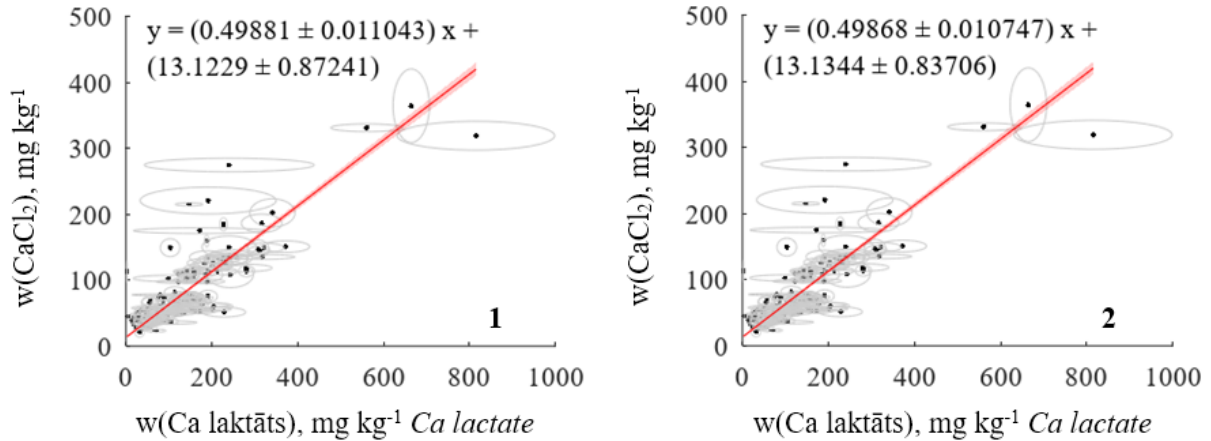 500
400
300
200
100
0
w(CaCl₂), mg kg⁻¹
y = (0.49881 ± 0.011043) x +
(13.1229 ± 0.87241)
1
0 200 400 600 800 1000
w(Ca laktāts), mg kg⁻¹ Ca lactate
500
400
300
200
100
0
w(CaCl₂), mg kg⁻¹
y = (0.49868 ± 0.010747) x +
(13.1344 ± 0.83706)
2
0 200 400 600 800 1000
w(Ca laktāts), mg kg⁻¹ Ca lactate